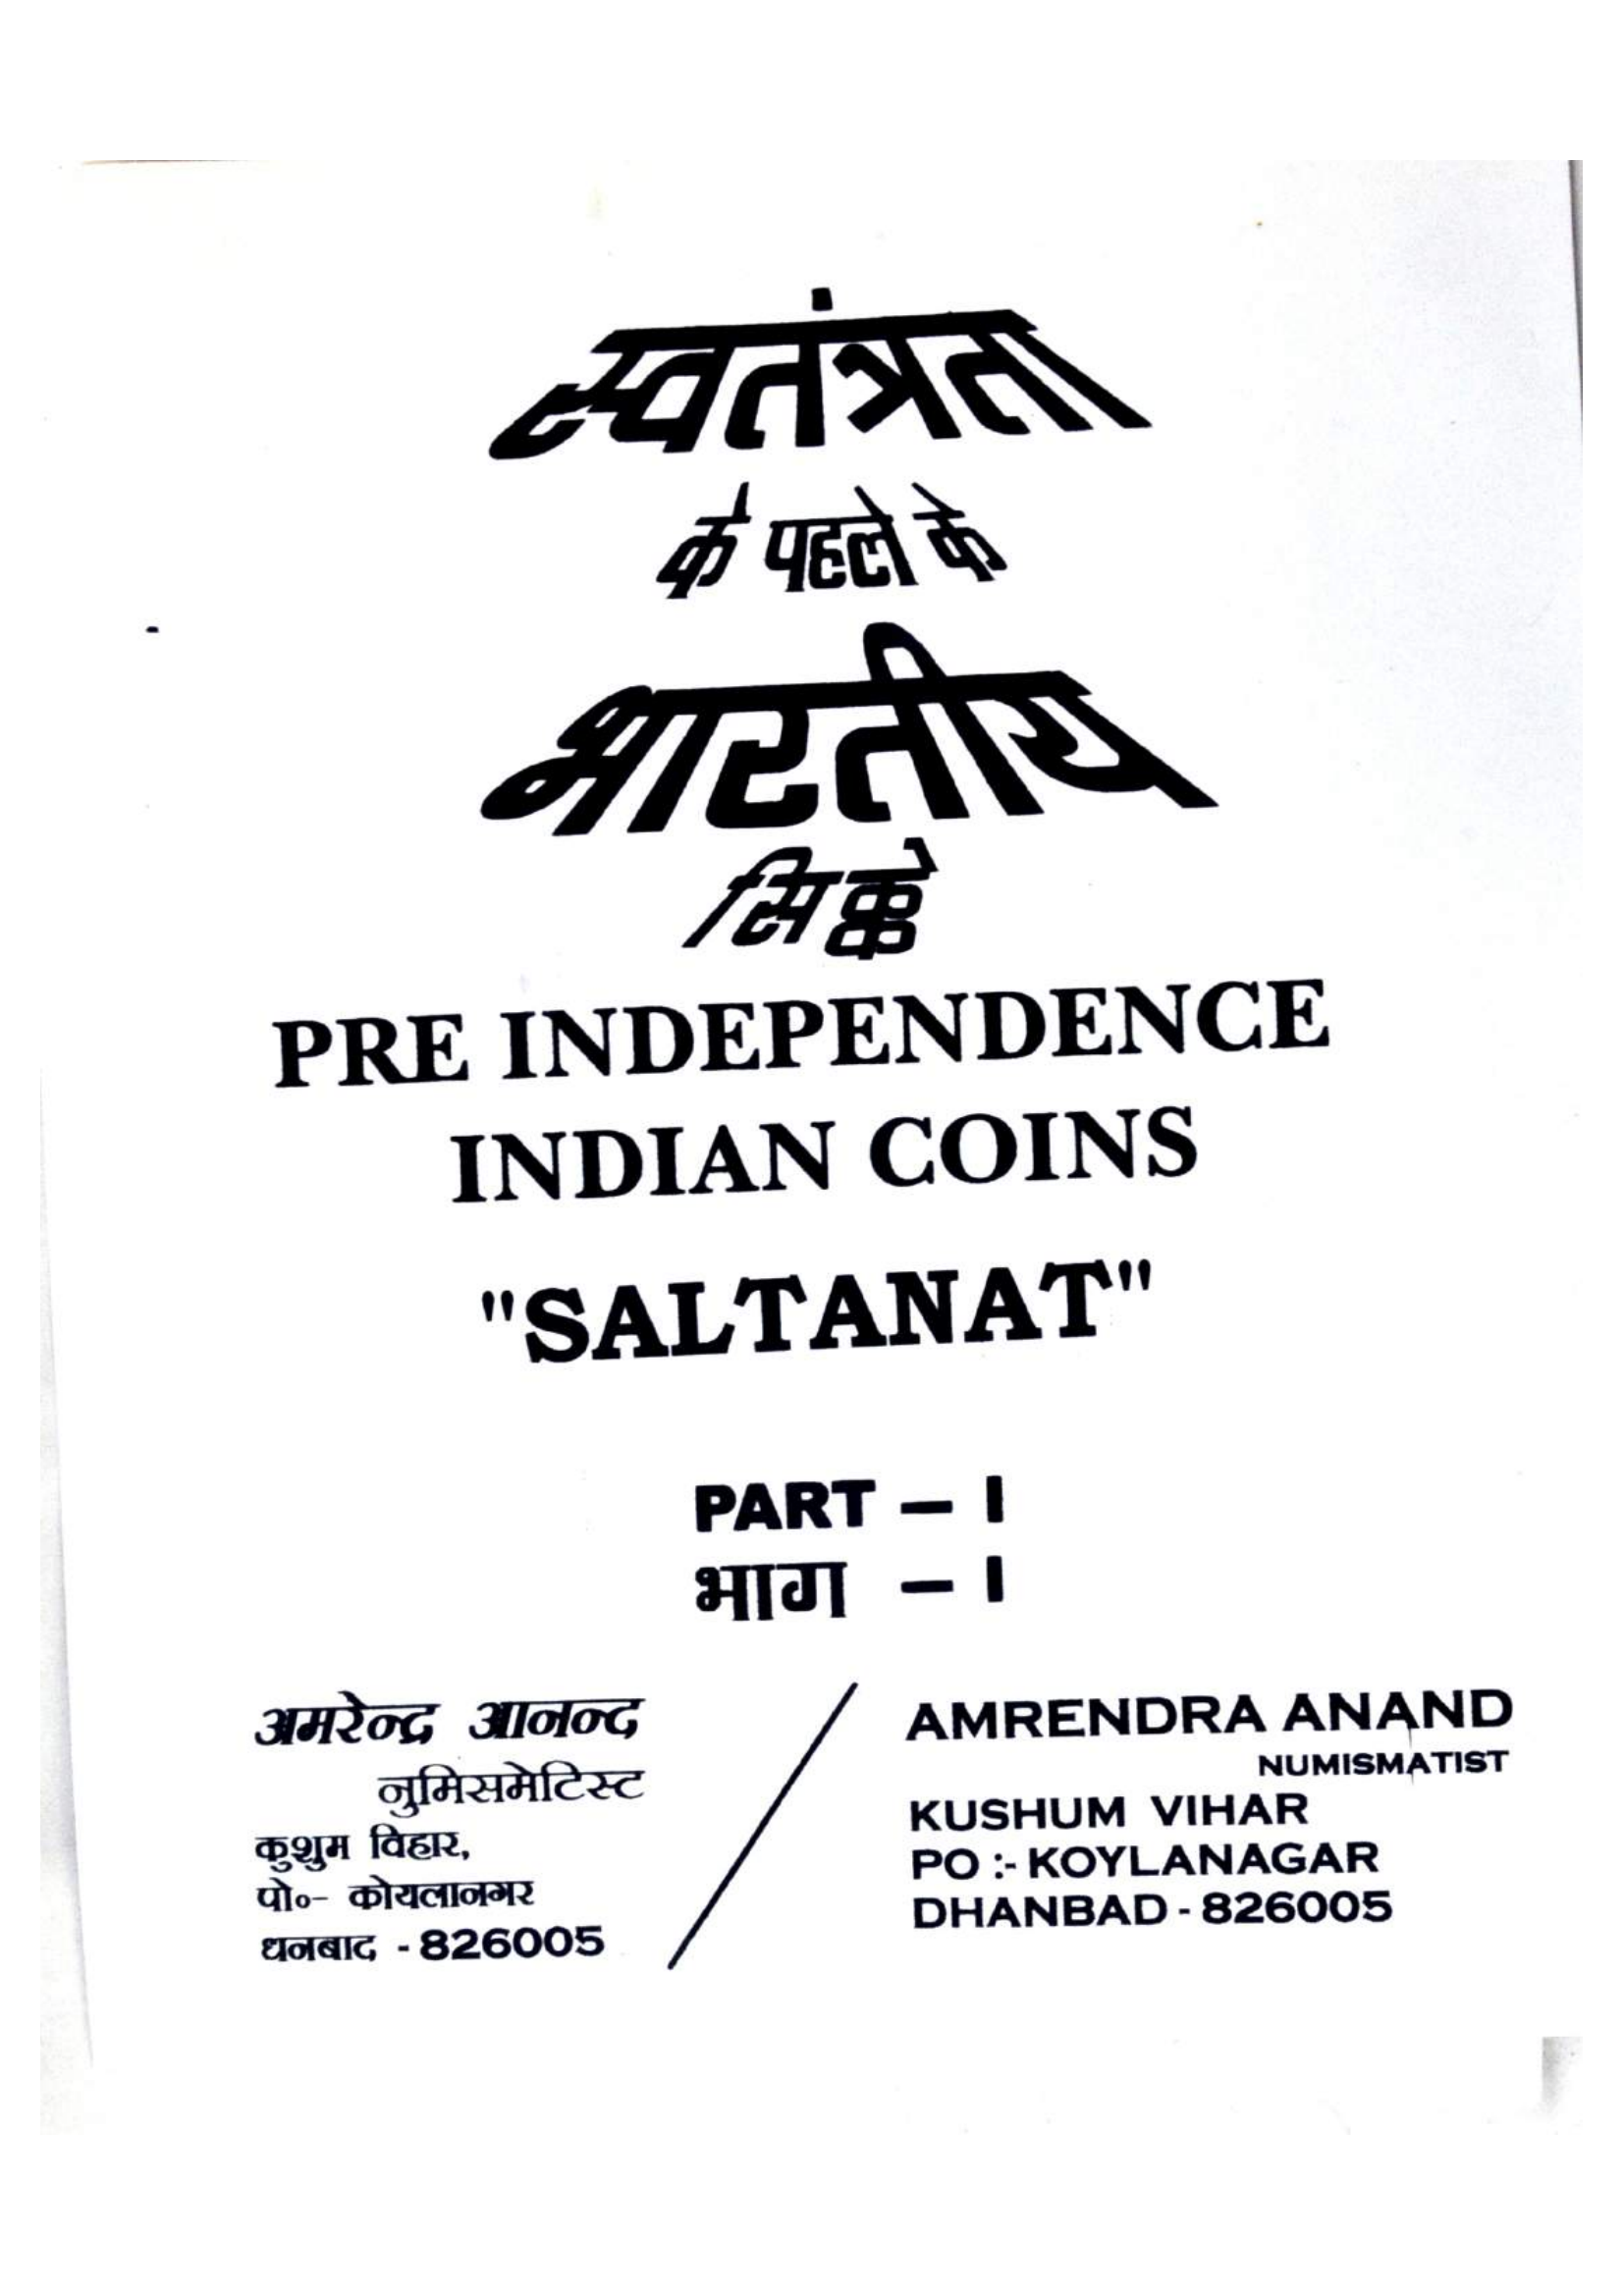 स्वतंत्रता
के पहले के
भारतीय
सिक्के
PRE INDEPENDENCE
INDIAN COINS
"SALTANAT"
PART – I
भाग – I
अमरेन्द्र आनन्द
नुमिसमेटिस्ट
कुशुम विहार,
पो०- कोयलानगर
धनबाद - 826005
AMRENDRA ANAND
NUMISMATIST
KUSHUM VIHAR
PO :- KOYLANAGAR
DHANBAD - 826005